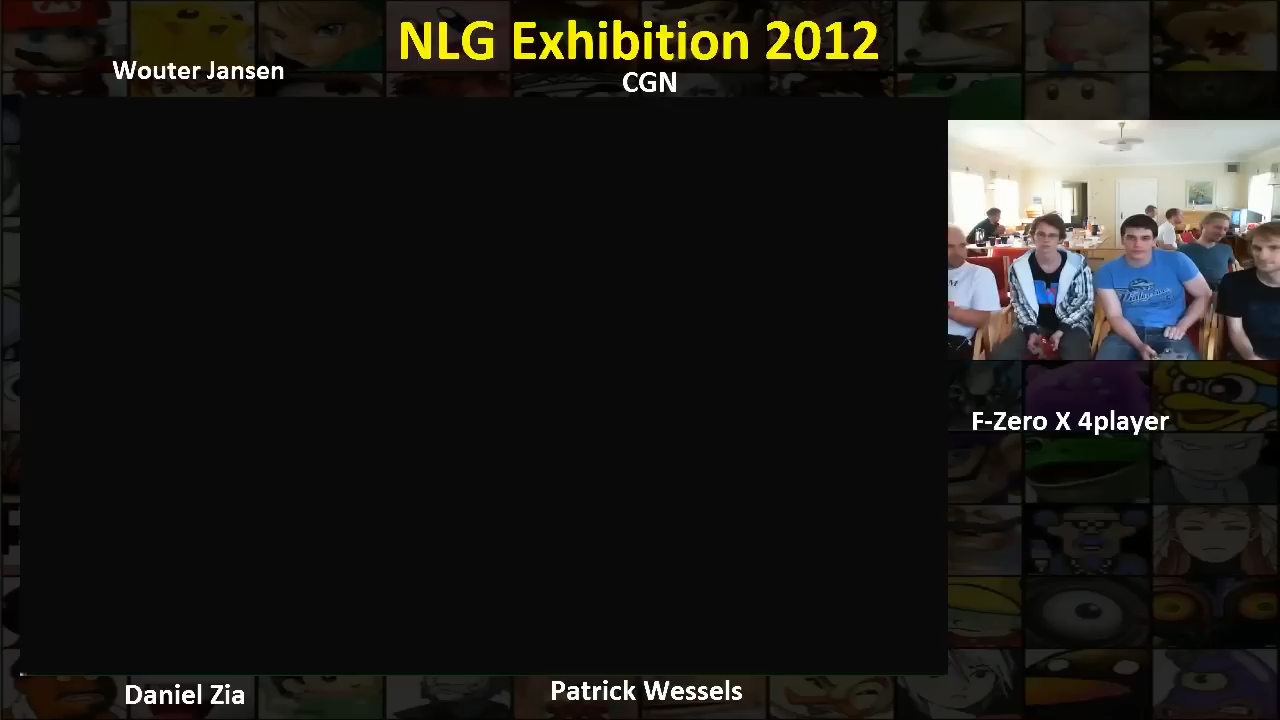 NLG Exhibition 2012
Wouter Jansen
CGN
F-Zero X 4player
Daniel Zia
Patrick Wessels